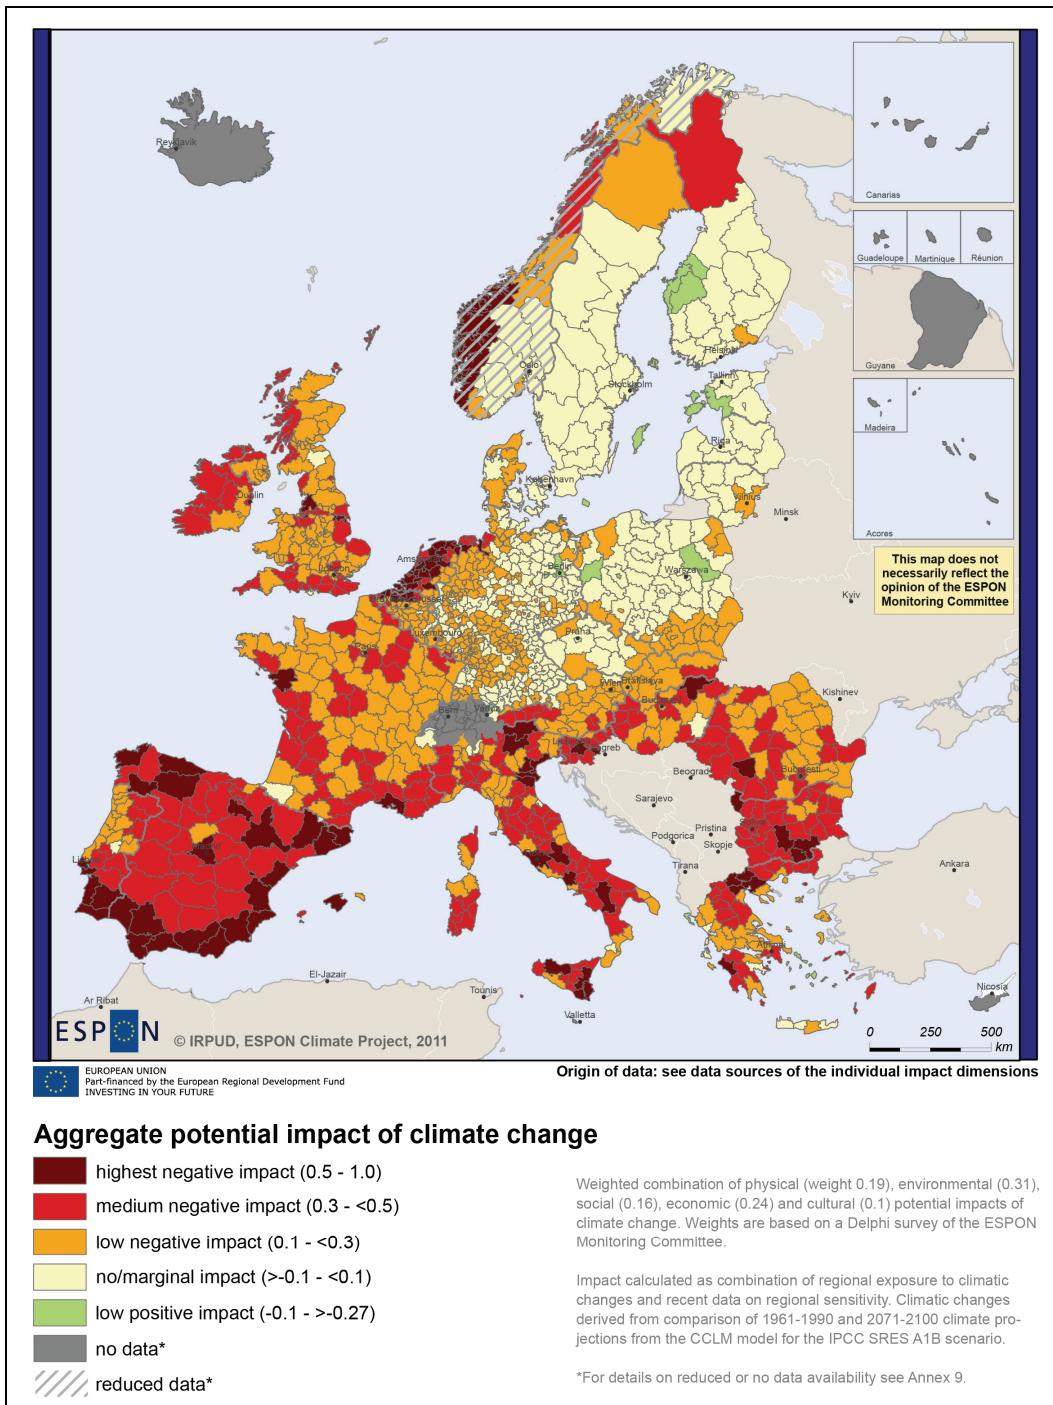 Reykjavik
Canarias
Guadeloupe
Martinique
Réunion
Guyane
Madeira
Acores
Oslo
Helsinki
Stockholm
Tallinn
Riga
København
Vilnius
Minsk
Dublin
London
Amsterdam
Berlin
Warszawa
Kyiv
This map does not
necessarily reflect the
opinion of the ESPON
Monitoring Committee
Luxembourg
Paris
Praha
Wien
Bratislava
Budapest
Kishinev
Bern
Vaduz
Ljubljana
Zagreb
Beograd
Bucuresti
Sarajevo
Pristina
Podgorica
Skopje
Sofia
Tirana
Ankara
Madrid
Lisboa
Roma
Athinai
El-Jazair
Tounis
Ar Ribat
Valletta
Nicosia
ESPON
© IRPUD, ESPON Climate Project, 2011
0 250 500
km
EUROPEAN UNION
Part-financed by the European Regional Development Fund
INVESTING IN YOUR FUTURE
Origin of data: see data sources of the individual impact dimensions
Aggregate potential impact of climate change
highest negative impact (0.5 - 1.0)
medium negative impact (0.3 - <0.5)
low negative impact (0.1 - <0.3)
no/marginal impact (>-0.1 - <0.1)
low positive impact (-0.1 - >-0.27)
no data*
reduced data*
Weighted combination of physical (weight 0.19), environmental (0.31),
social (0.16), economic (0.24) and cultural (0.1) potential impacts of
climate change. Weights are based on a Delphi survey of the ESPON
Monitoring Committee.
Impact calculated as combination of regional exposure to climatic
changes and recent data on regional sensitivity. Climatic changes
derived from comparison of 1961-1990 and 2071-2100 climate pro-
jections from the CCLM model for the IPCC SRES A1B scenario.
*For details on reduced or no data availability see Annex 9.